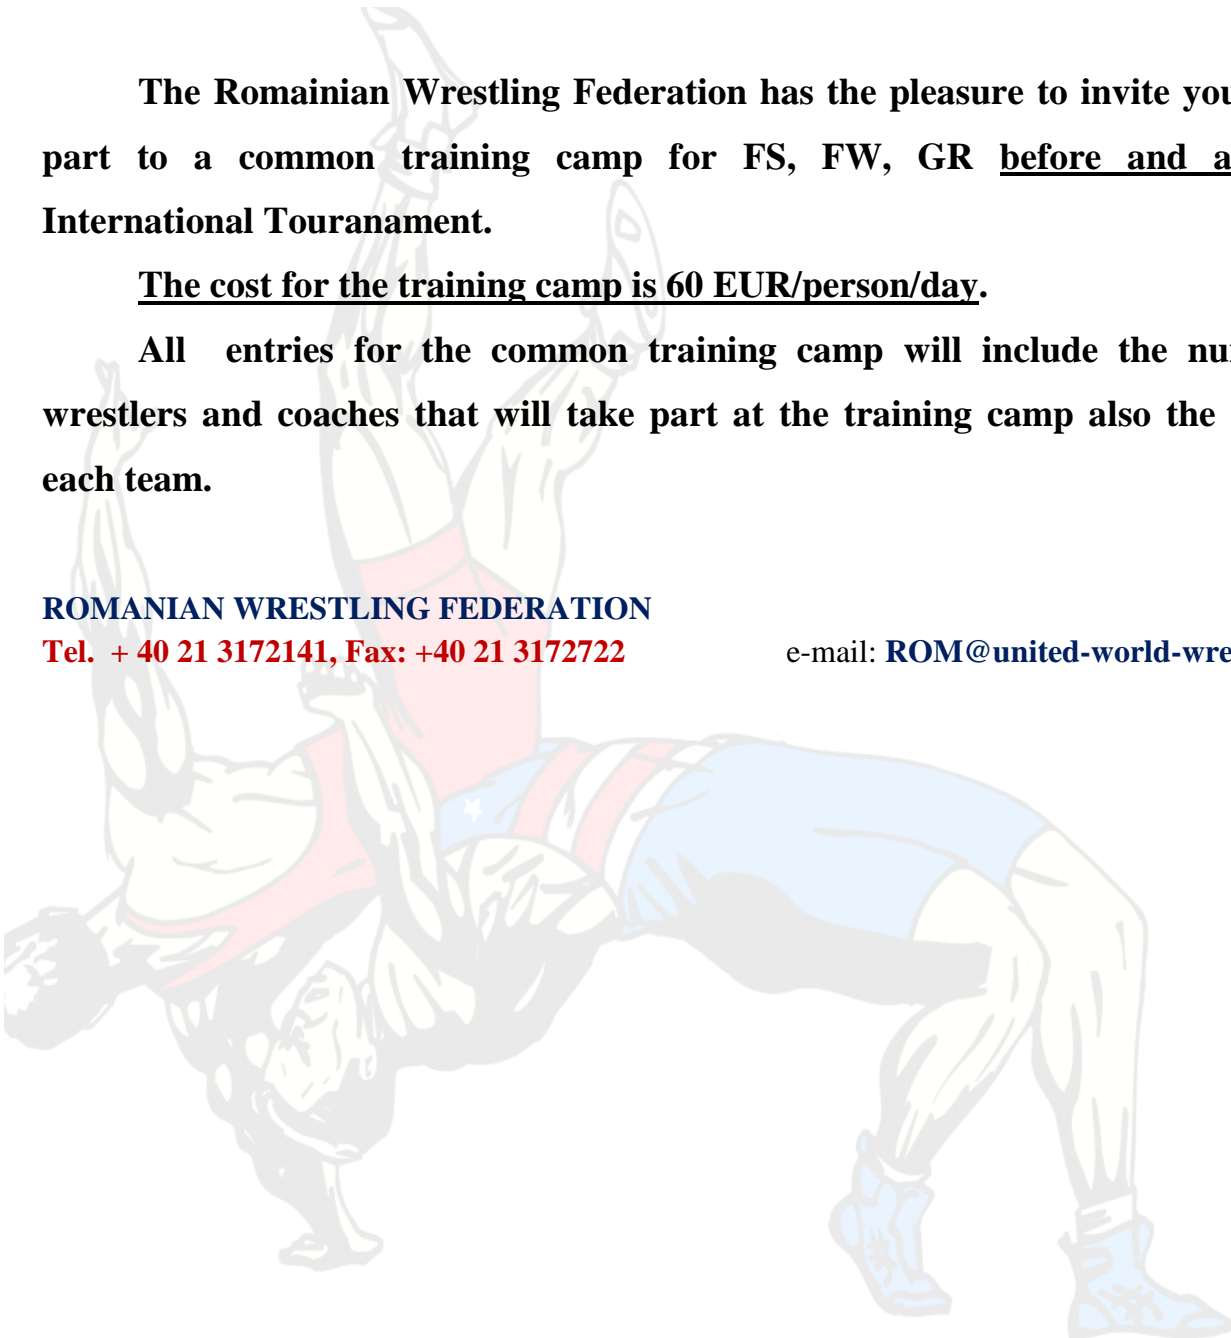 The Romainian Wrestling Federation has the pleasure to invite you
part to a common training camp for FS, FW, GR before and a
International Touranament.
The cost for the training camp is 60 EUR/person/day.
All entries for the common training camp will include the nu
wrestlers and coaches that will take part at the training camp also the
each team.
ROMANIAN WRESTLING FEDERATION
Tel. + 40 21 3172141, Fax: +40 21 3172722 e-mail: ROM@united-world-wre